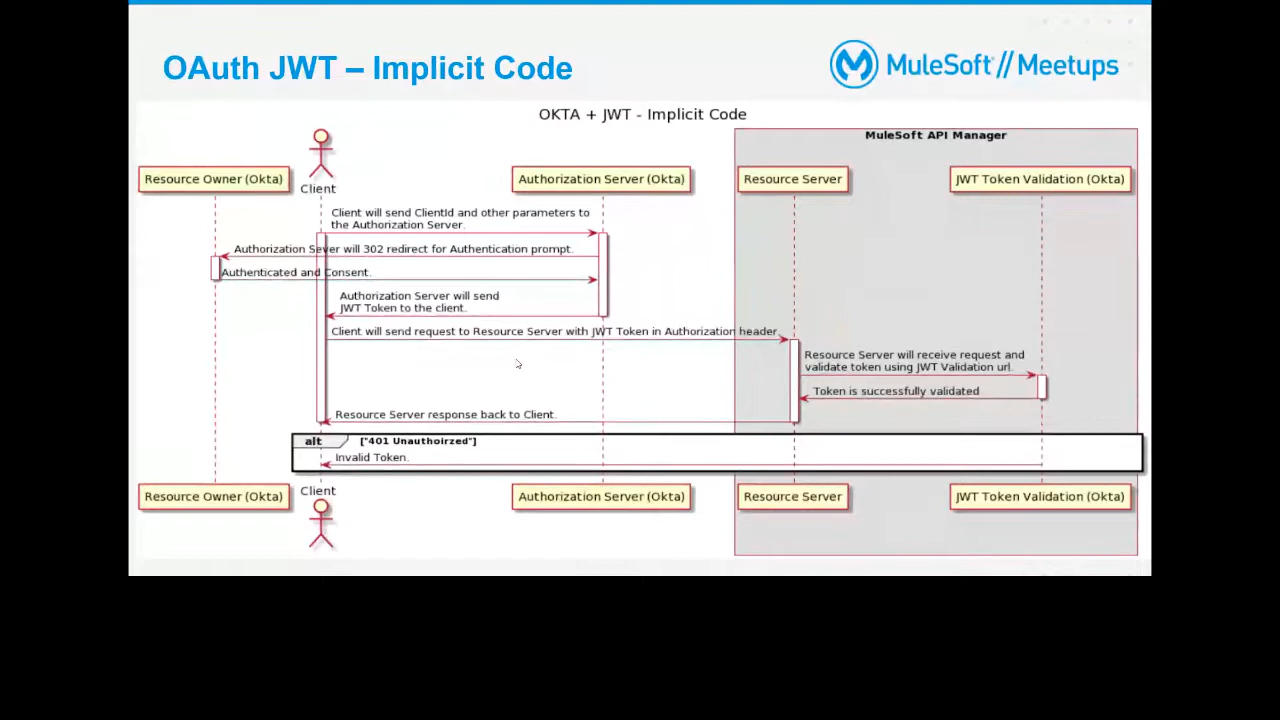 OAuth JWT – Implicit Code
MuleSoft // Meetups
OKTA + JWT - Implicit Code
MuleSoft API Manager
Resource Owner (Okta)
Client
Authorization Server (Okta)
Resource Server
JWT Token Validation (Okta)
Client will send ClientId and other parameters to
the Authorization Server.
Authorization Sever will 302 redirect for Authentication prompt.
Authenticated and Consent.
Authorization Server will send
JWT Token to the client.
Client will send request to Resource Server with JWT Token in Authorization header.
Resource Server will receive request and
validate token using JWT Validation url.
Token is successfully validated
Resource Server response back to Client.
alt ["401 Unauthoirzed"]
Invalid Token.
Resource Owner (Okta)
Client
Authorization Server (Okta)
Resource Server
JWT Token Validation (Okta)